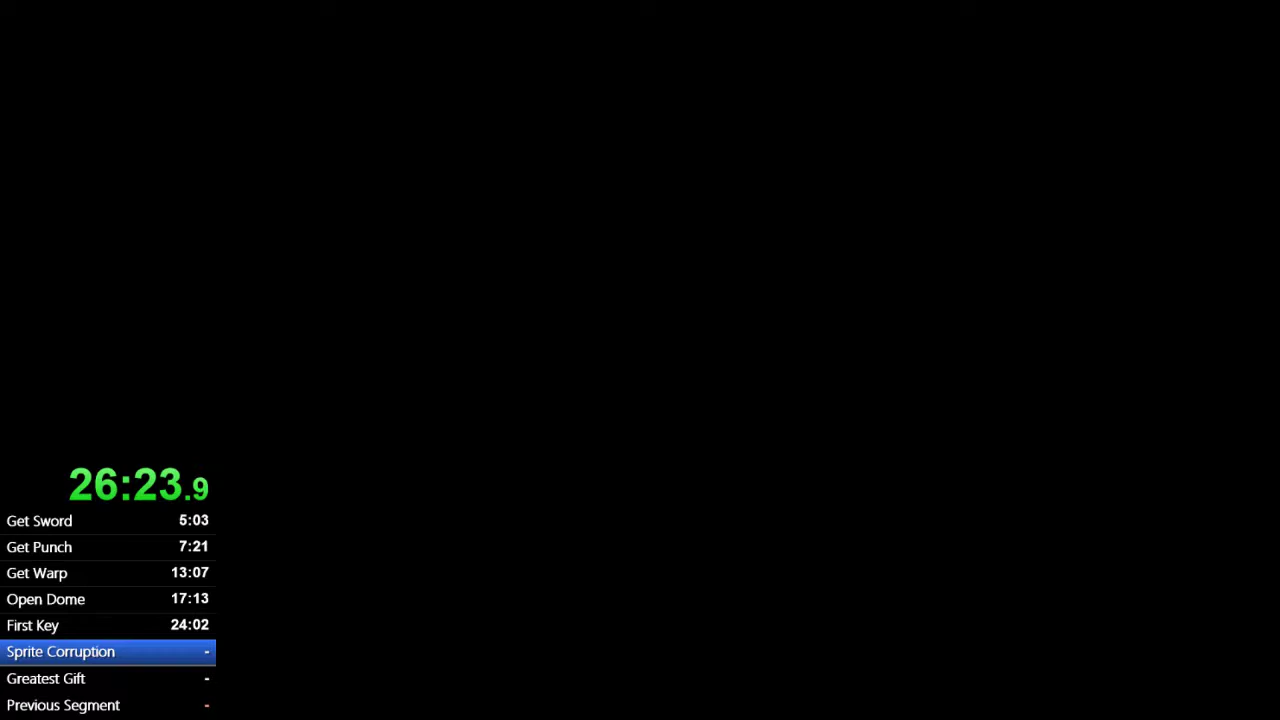 26:23.9
Get Sword 5:03
Get Punch 7:21
Get Warp 13:07
Open Dome 17:13
First Key 24:02
Sprite Corruption -
Greatest Gift -
Previous Segment -